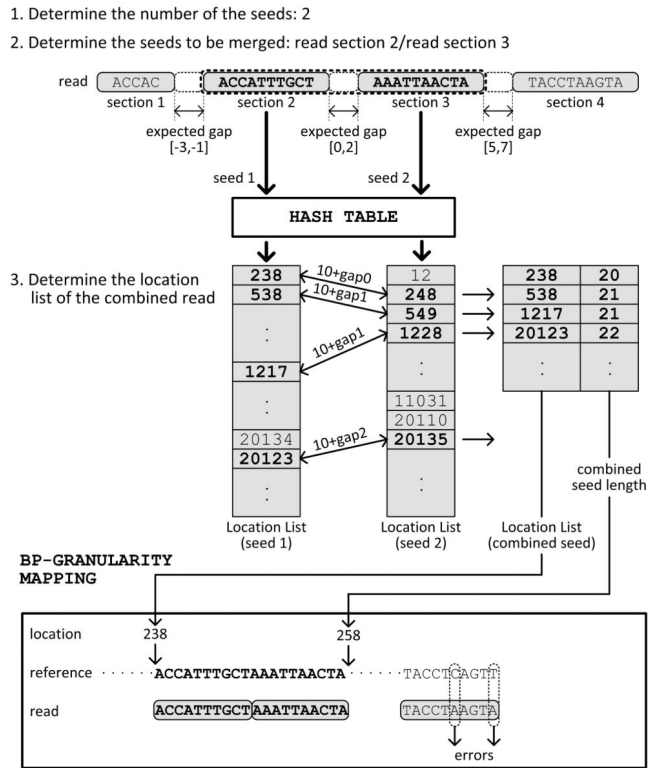 1. Determine the number of the seeds: 2
2. Determine the seeds to be merged: read section 2/read section 3
read ACCAC ACCATTTGCT AAATTAACTA TACCTAAGTA
section 1 section 2 section 3 section 4
expected gap expected gap expected gap
[-3,-1] [0,2] [5,7]
seed 1 seed 2
HASH TABLE
3. Determine the location
list of the combined read
238 10+gap0 12 238 20
538 10+gap1 248 538 21
549 1217 21
10+gap1 1228 20123 22
: : : :
1217
: 11031
20110
20134 10+gap2 20135
20123
: :
combined
seed length
Location List Location List Location List
(seed 1) (seed 2) (combined seed)
BP-GRANULARITY
MAPPING
location 238 258
reference · · · · · · ACCATTTGCTAAATTAACTA · · · · · · TACCTCAGTT
read ACCATTTGCT AAATTAACTA TACCTAAGTA
errors